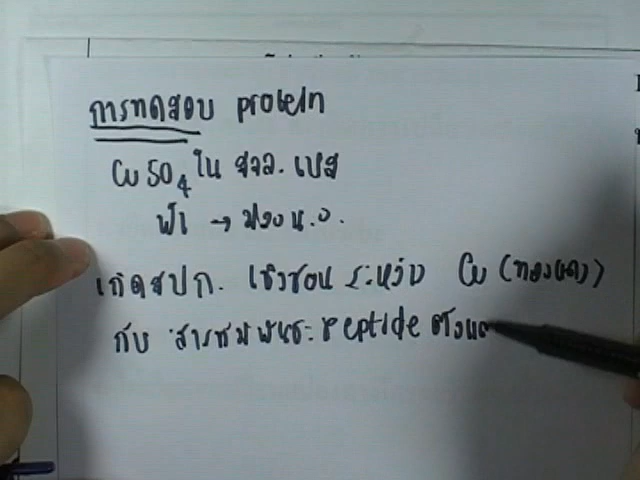 การทดสอบ protein
CuSO4 ใน สจล. เบส
ฟ้า → ม่วง น.ง.
เกิดสปก. เชิงซ้อน ระหว่าง Cu (ทองแดง)
กับ สารที่มีพันธะ Peptide ตั้งแต่